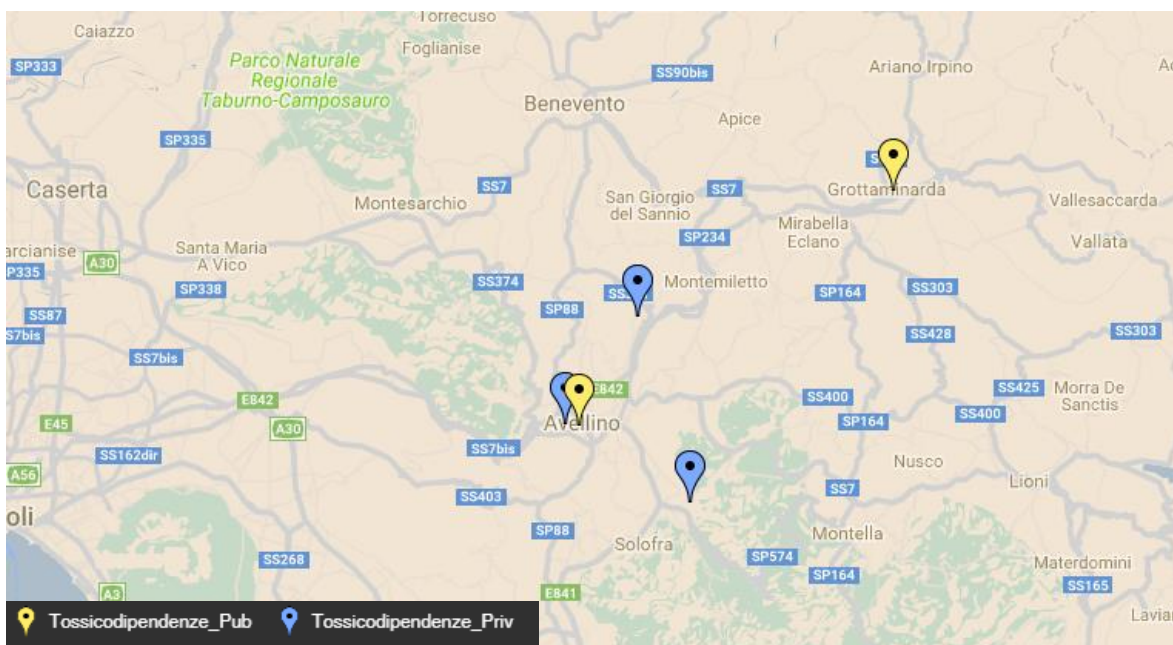 Torrecuso
Caiazzo
Foglianise
Parco Naturale
Regionale
Taburno-Camposauro
SP333
SS90bis
Ariano Irpino
Benevento
Apice
SP335
Caserta
SS7
Montesarchio
San Giorgio
del Sannio
SS7
Grottaminarda
Vallesaccarda
Mirabella
Eclano
SP234
Vallata
arcianise
Santa Maria
A Vico
A30
SP335
SP338
SS374
Montemiletto
SP164
SS303
SS87
SP88
SS7bis
SS7bis
SS428
SS303
E842
E842
SS400
SS425
Morra De
Sanctis
SS400
SP164
E45
A30
Avellino
SS7bis
SS162dir
A56
Nusco
Lioni
SS403
SS7
oli
SP88
Solofra
Montella
SS268
SP574
SP164
Materdomini
SS165
A3
E841
Lavia
Tossicodipendenze_Pub
Tossicodipendenze_Priv